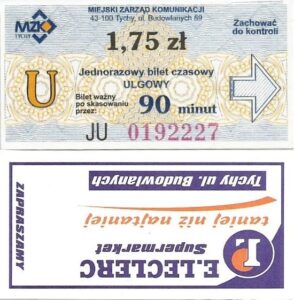 MZK
TYCHY
MIEJSKI ZARZĄD KOMUNIKACJI
43-100 Tychy, ul. Budowlanych 59
1,75 zł
Zachować
do kontroli
U
Jednorazowy bilet czasowy
ULGOWY
Bilet ważny
po skasowaniu
przez:
90 minut
JU 0192227
E.LECLERC
Supermarket
taniej niż najtaniej
Tychy ul. Budowlanych
ZAPRASZAMY